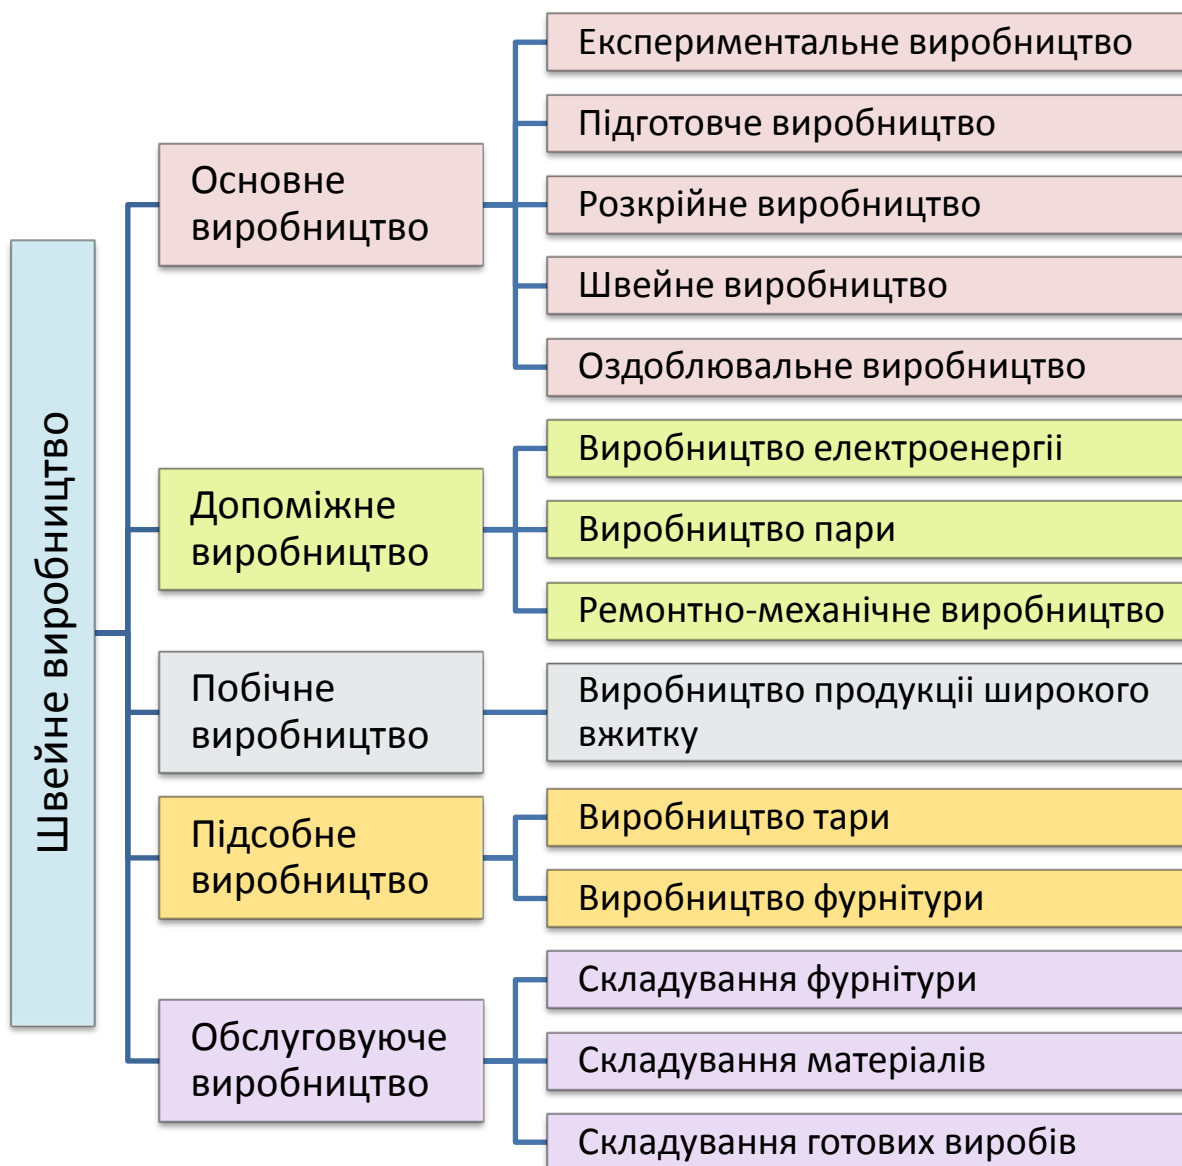 Швейне виробництво
Основне
виробництво
Експериментальне виробництво
Підготовче виробництво
Розкрійне виробництво
Швейне виробництво
Оздоблювальне виробництво
Допоміжне
виробництво
Виробництво електроенергіі
Виробництво пари
Ремонтно-механічне виробництво
Побічне
виробництво
Виробництво продукціі широкого
вжитку
Підсобне
виробництво
Виробництво тари
Виробництво фурнітури
Обслуговуюче
виробництво
Складування фурнітури
Складування матеріалів
Складування готових виробів